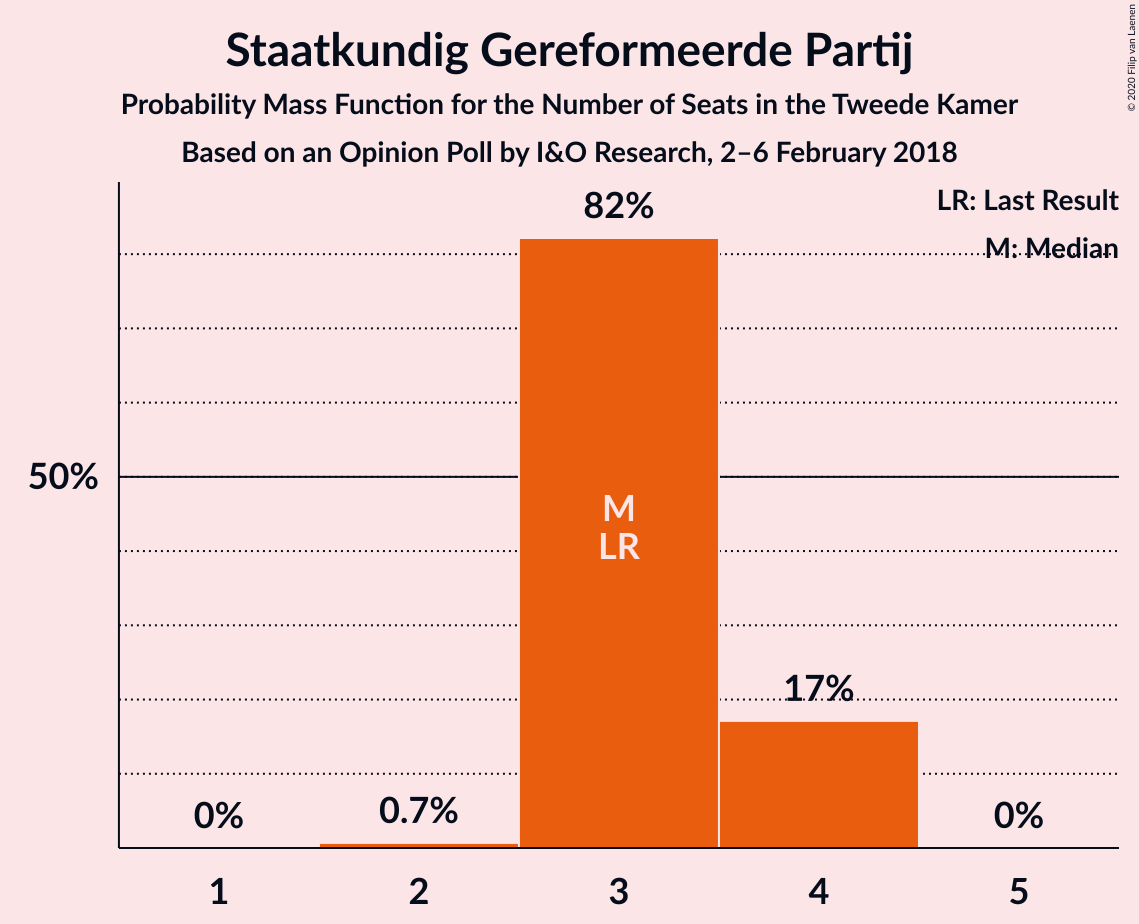 Staatkundig Gereformeerde Partij
Probability Mass Function for the Number of Seats in the Tweede Kamer
Based on an Opinion Poll by I&O Research, 2–6 February 2018
© 2020 Filip van Laenen
LR: Last Result
M: Median
82%
50%
M
LR
17%
0%
0.7%
0%
1
2
3
4
5